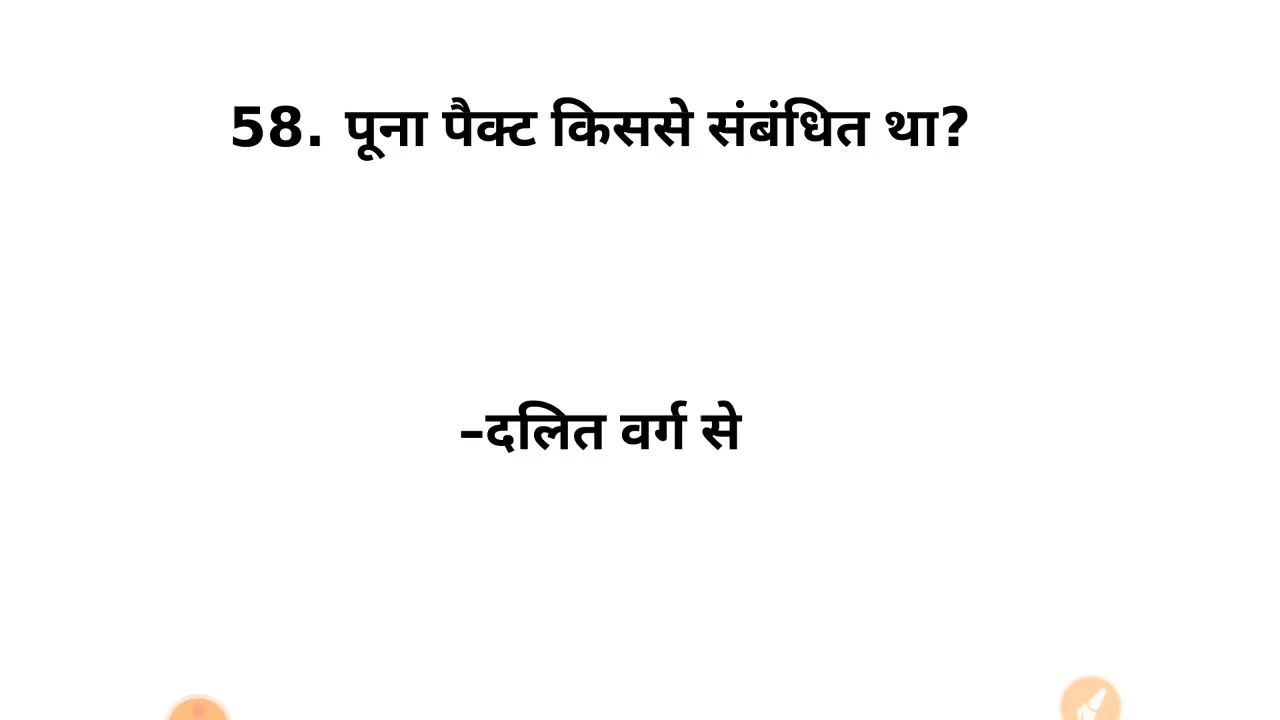 58. पूना पैक्ट किससे संबंधित था?
–दलित वर्ग से